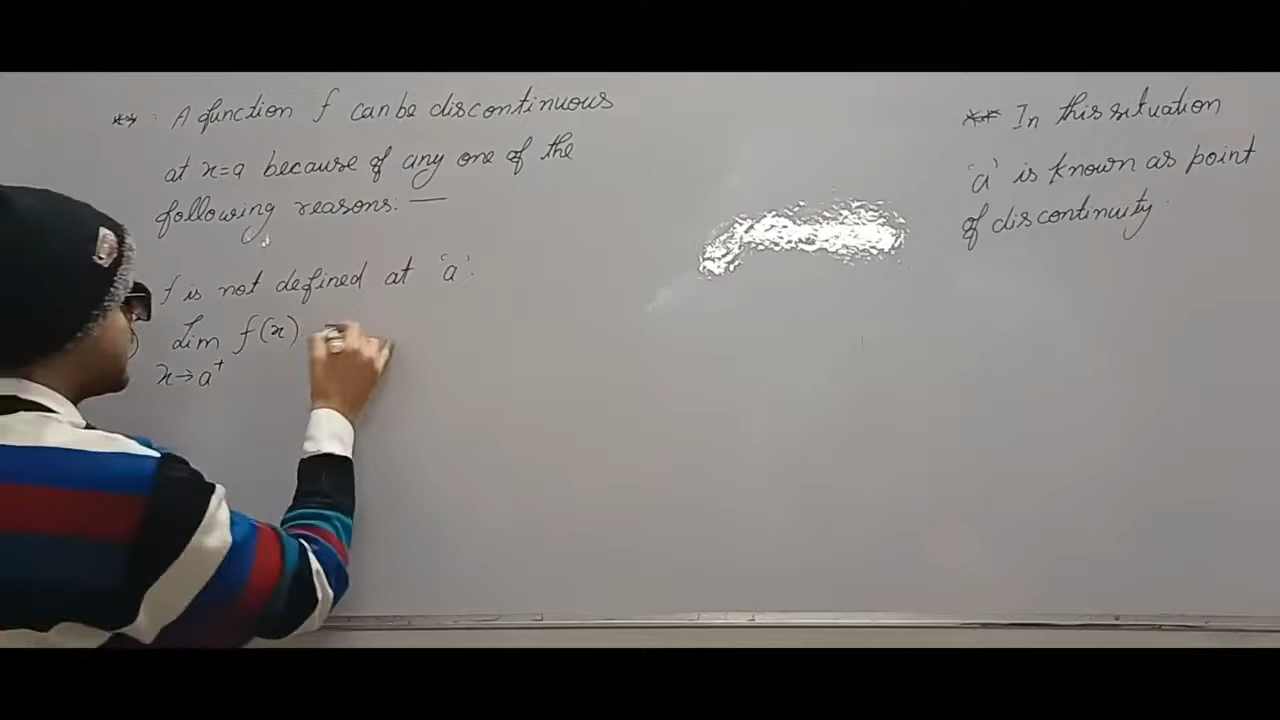 ** A function f can be discontinuous
at x=a because of any one of the
following reasons: —
f is not defined at 'a'.
) Lim f(x)
x→a⁺
** In this situation
'a' is known as point
of discontinuity.